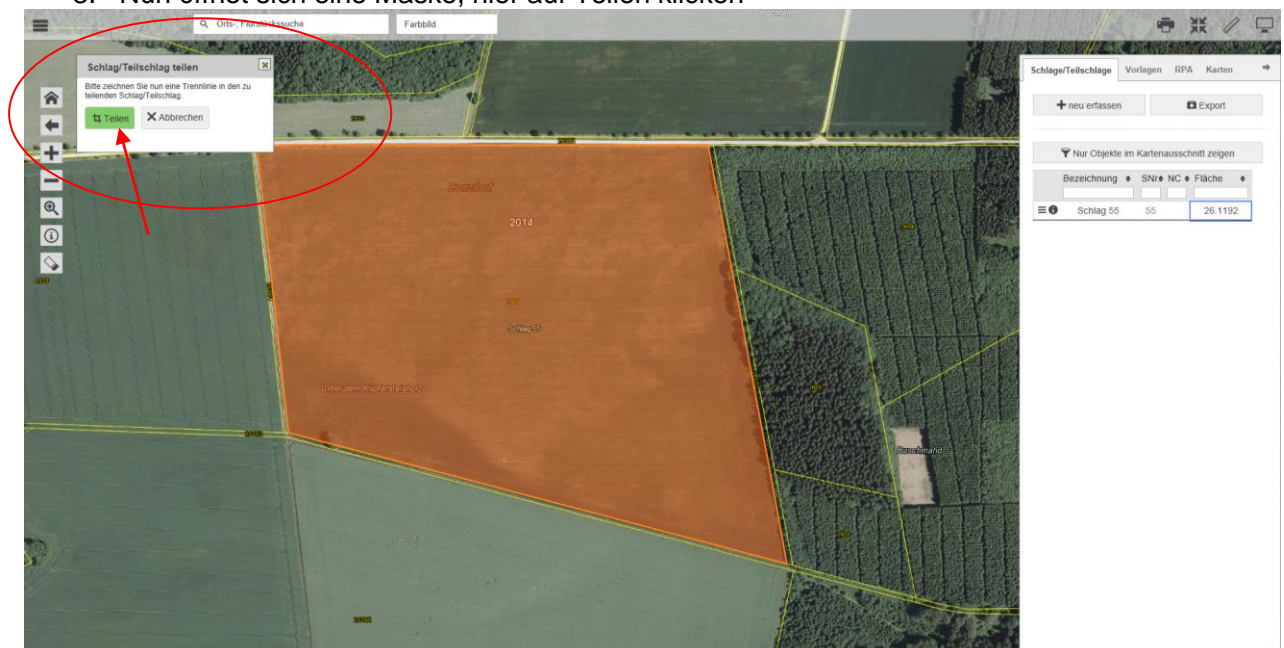 Nun öffnet sich eine Maske, hier auf Teilen klicken
Orts-, Flurstückssuche
Farbbild
Schlag/Teilschlag teilen
Bitte zeichnen Sie nun eine Trennlinie in den zu
teilenden Schlag/Teilschlag.
Teilen
Abbrechen
Schläge/Teilschläge Vorlagen RPA Karten
neu erfassen
Export
Nur Objekte im Kartenausschnitt zeigen
Bezeichnung SNr NC Fläche
Schlag 55 55 26.1192
2014
Schlag 55
Unter dem Kupfersteigholz